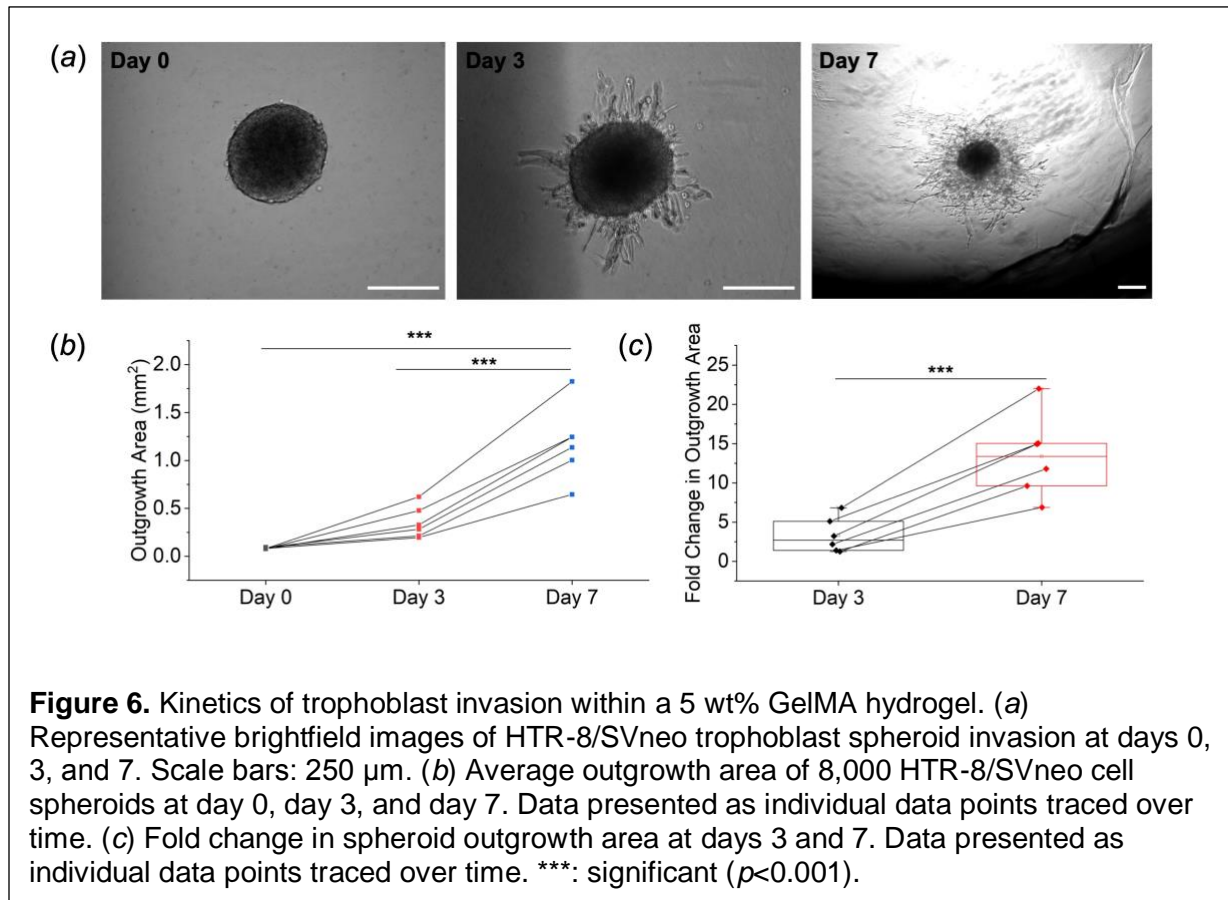 (a)
Day 0
Day 3
Day 7
(b)
Outgrowth Area (mm²)
2.0
1.5
1.0
0.5
0.0
***
***
Day 0
Day 3
Day 7
(c)
Fold Change in Outgrowth Area
25
20
15
10
5
0
***
Day 3
Day 7
Figure 6. Kinetics of trophoblast invasion within a 5 wt% GelMA hydrogel. (a)
Representative brightfield images of HTR-8/SVneo trophoblast spheroid invasion at days 0,
3, and 7. Scale bars: 250 µm. (b) Average outgrowth area of 8,000 HTR-8/SVneo cell
spheroids at day 0, day 3, and day 7. Data presented as individual data points traced over
time. (c) Fold change in spheroid outgrowth area at days 3 and 7. Data presented as
individual data points traced over time. ***: significant (p<0.001).